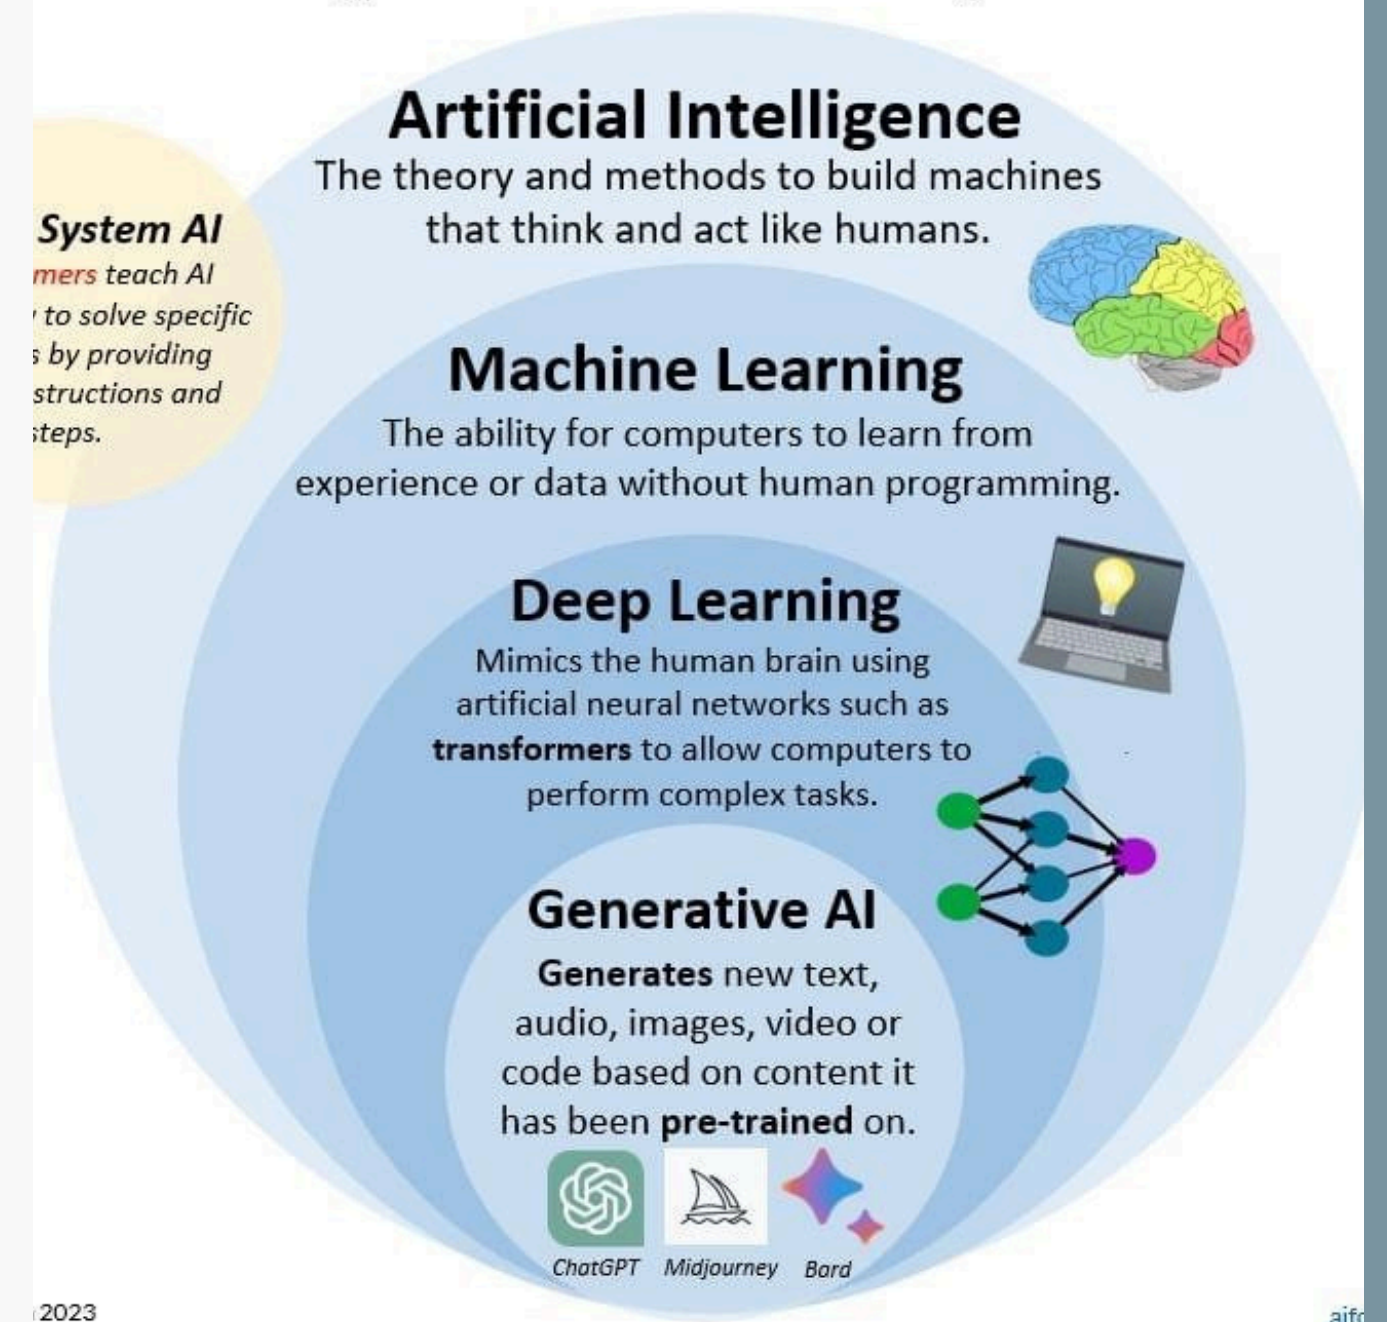 Artificial Intelligence
The theory and methods to build machines
that think and act like humans.
System AI
mers teach AI
to solve specific
s by providing
structions and
steps.
Machine Learning
The ability for computers to learn from
experience or data without human programming.
Deep Learning
Mimics the human brain using
artificial neural networks such as
transformers to allow computers to
perform complex tasks.
Generative AI
Generates new text,
audio, images, video or
code based on content it
has been pre-trained on.
ChatGPT Midjourney Bard
2023
aifo